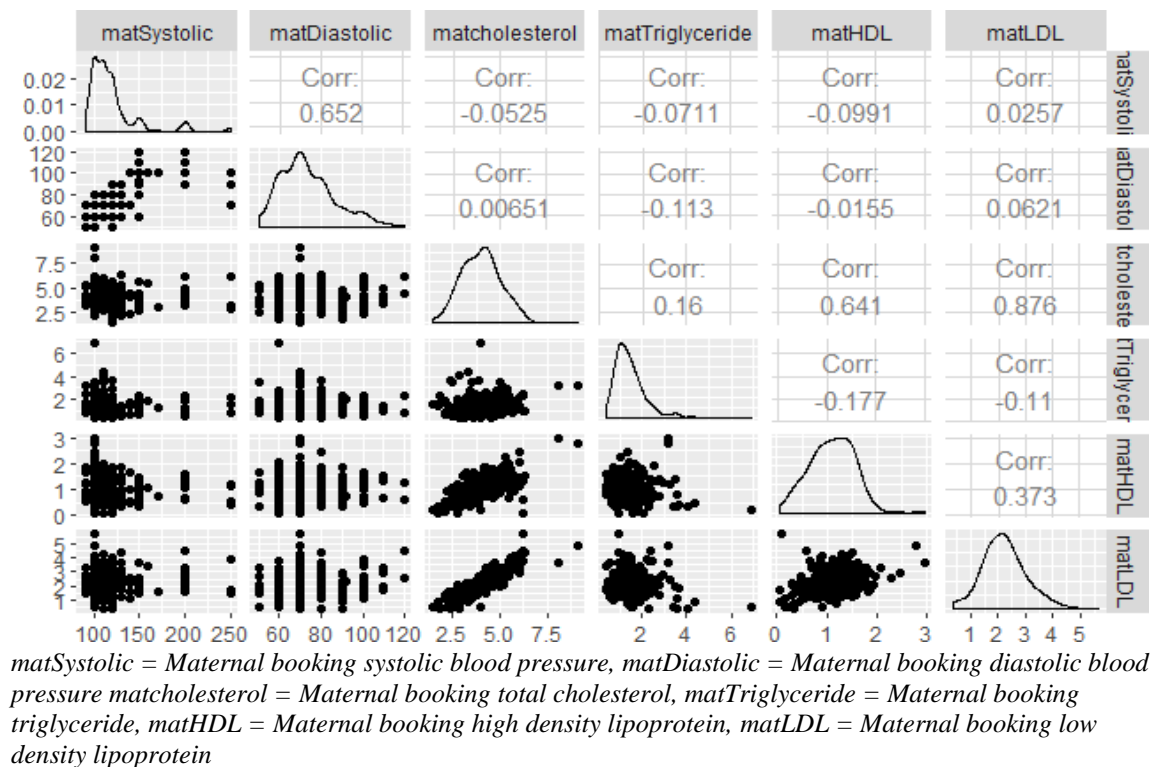 matSystolic matDiastolic matcholesterol matTriglyceride matHDL matLDL
0.02
0.01
0.00
Corr:
0.652
Corr:
-0.0525
Corr:
-0.0711
Corr:
-0.0991
Corr:
0.0257
natSystoli
120
100
80
60
Corr:
0.00651
Corr:
-0.113
Corr:
-0.0155
Corr:
0.0621
atDiastol
7.5
5.0
2.5
Corr:
0.16
Corr:
0.641
Corr:
0.876
tcholeste
6
4
2
Corr:
-0.177
Corr:
-0.11
tTriglycer
3
2
1
0
Corr:
0.373
matHDL
5
4
3
2
1
matLDL
100 150 200 250 60 80 100 120 2.5 5.0 7.5 2 4 6 0 1 2 3 1 2 3 4 5
matSystolic = Maternal booking systolic blood pressure, matDiastolic = Maternal booking diastolic blood
pressure matcholesterol = Maternal booking total cholesterol, matTriglyceride = Maternal booking
triglyceride, matHDL = Maternal booking high density lipoprotein, matLDL = Maternal booking low
density lipoprotein